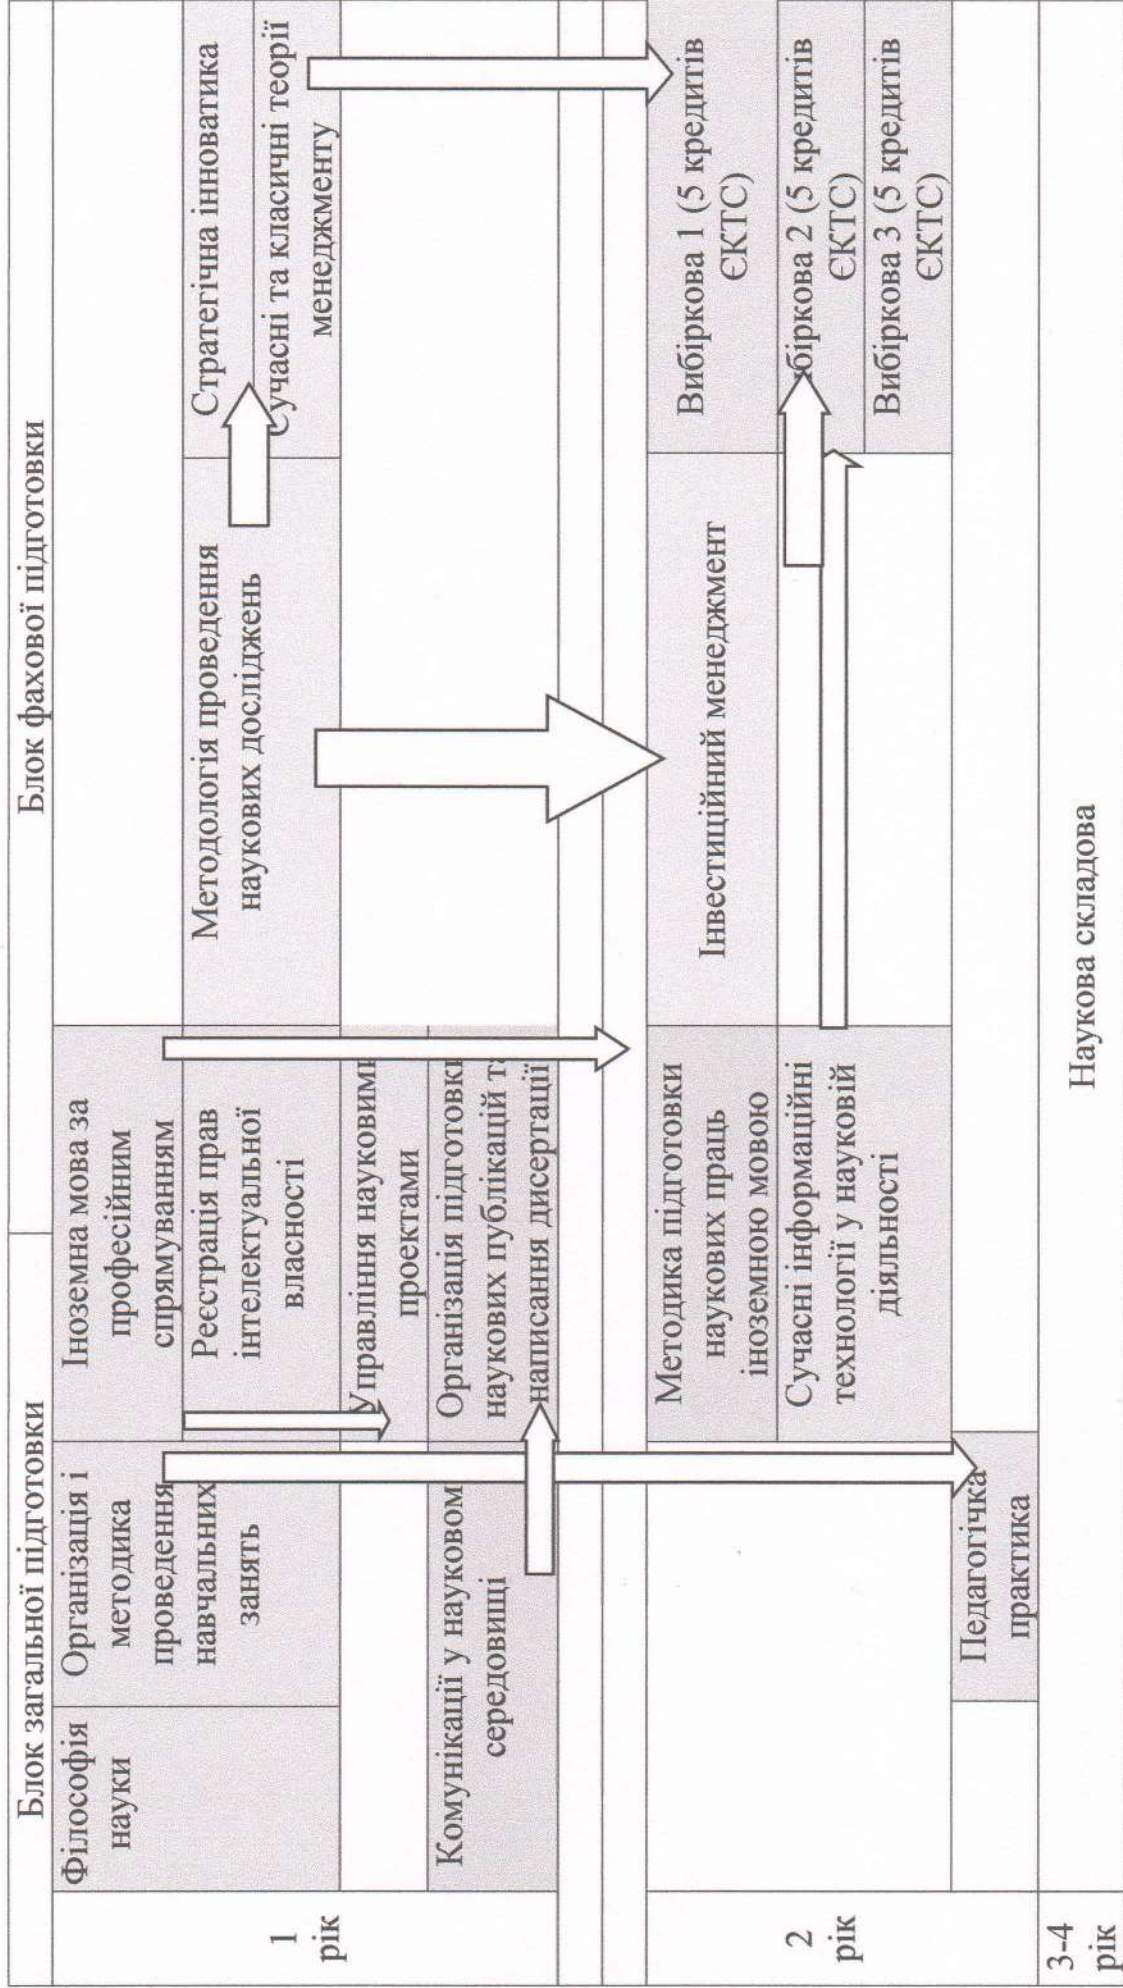 Блок загальної підготовки
Блок фахової підготовки
1
рік
Філософія
науки
Організація і
методика
проведення
навчальних
занять
Іноземна мова за
професійним
спрямуванням
Реєстрація прав
інтелектуальної
власності
Методологія проведення
наукових досліджень
Стратегічна інноватика
Сучасні та класичні теорії
менеджменту
Управління науковими
проектами
Комунікації у науковому
середовищі
Організація підготовки
наукових публікацій та
написання дисертації
2
рік
Методика підготовки
наукових праць
іноземною мовою
Інвестиційний менеджмент
Вибіркова 1 (5 кредитів
ЄКТС)
Сучасні інформаційні
технології у науковій
діяльності
Вибіркова 2 (5 кредитів
ЄКТС)
Вибіркова 3 (5 кредитів
ЄКТС)
Педагогічка
практика
3-4
рік
Наукова складова